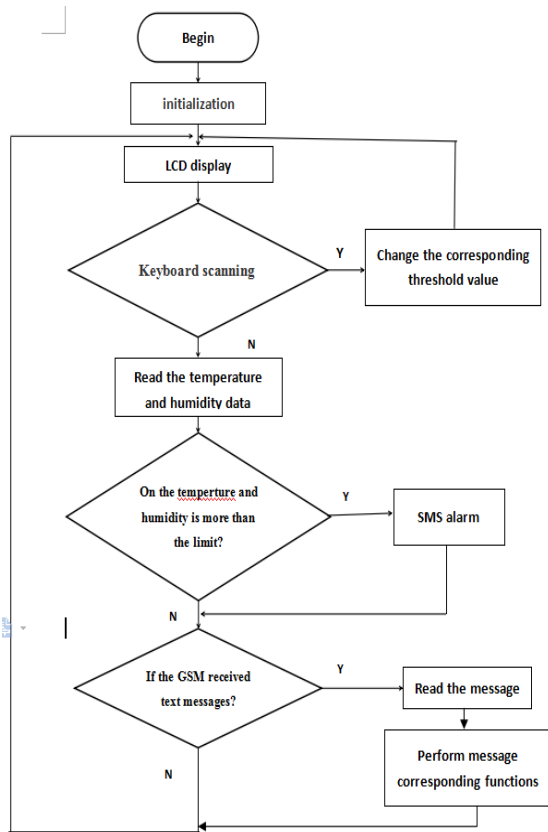 Begin
initialization
LCD display
Keyboard scanning
Y
Change the corresponding
threshold value
N
Read the temperature
and humidity data
On the temperture and
humidity is more than
the limit?
Y
SMS alarm
N
If the GSM received
text messages?
Y
Read the message
Perform message
corresponding functions
N